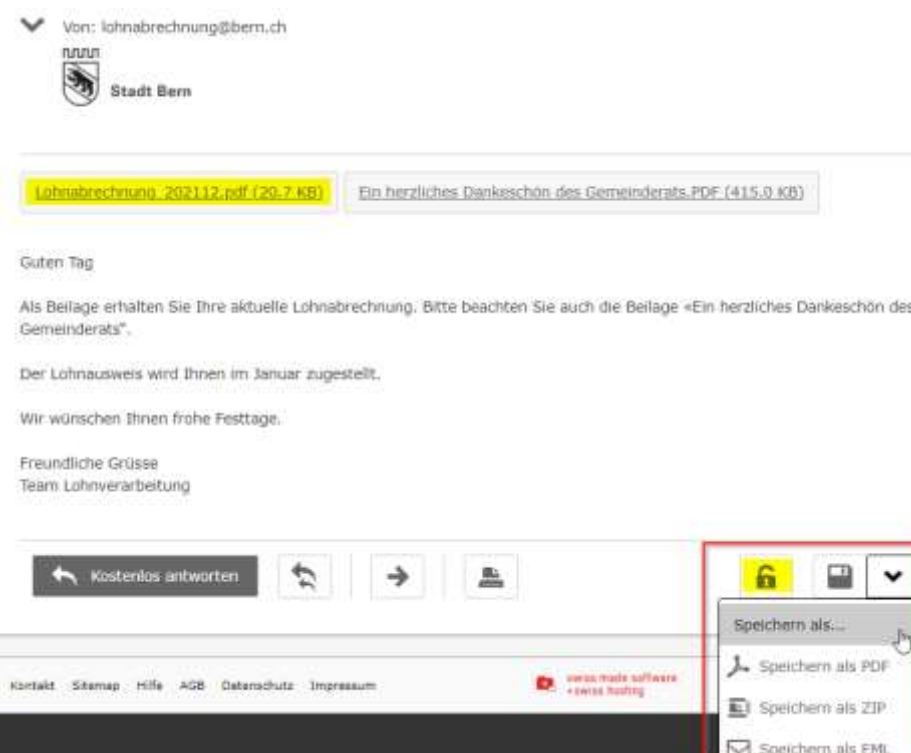 Von: lohnabrechnung@bern.ch
Stadt Bern
Lohnabrechnung_202112.pdf (20.7 KB)
Ein herzliches Dankeschön des Gemeinderats.PDF (415.0 KB)
Guten Tag
Als Beilage erhalten Sie Ihre aktuelle Lohnabrechnung. Bitte beachten Sie auch die Beilage «Ein herzliches Dankeschön des
Gemeinderats".
Der Lohnausweis wird Ihnen im Januar zugestellt.
Wir wünschen Ihnen frohe Festtage.
Freundliche Grüsse
Team Lohnverarbeitung
Kostenlos antworten
Speichern als...
Speichern als PDF
Speichern als ZIP
Speichern als EML
Kontakt Sitemap Hilfe AGB Datenschutz Impressum
swiss made software
+ swiss hosting